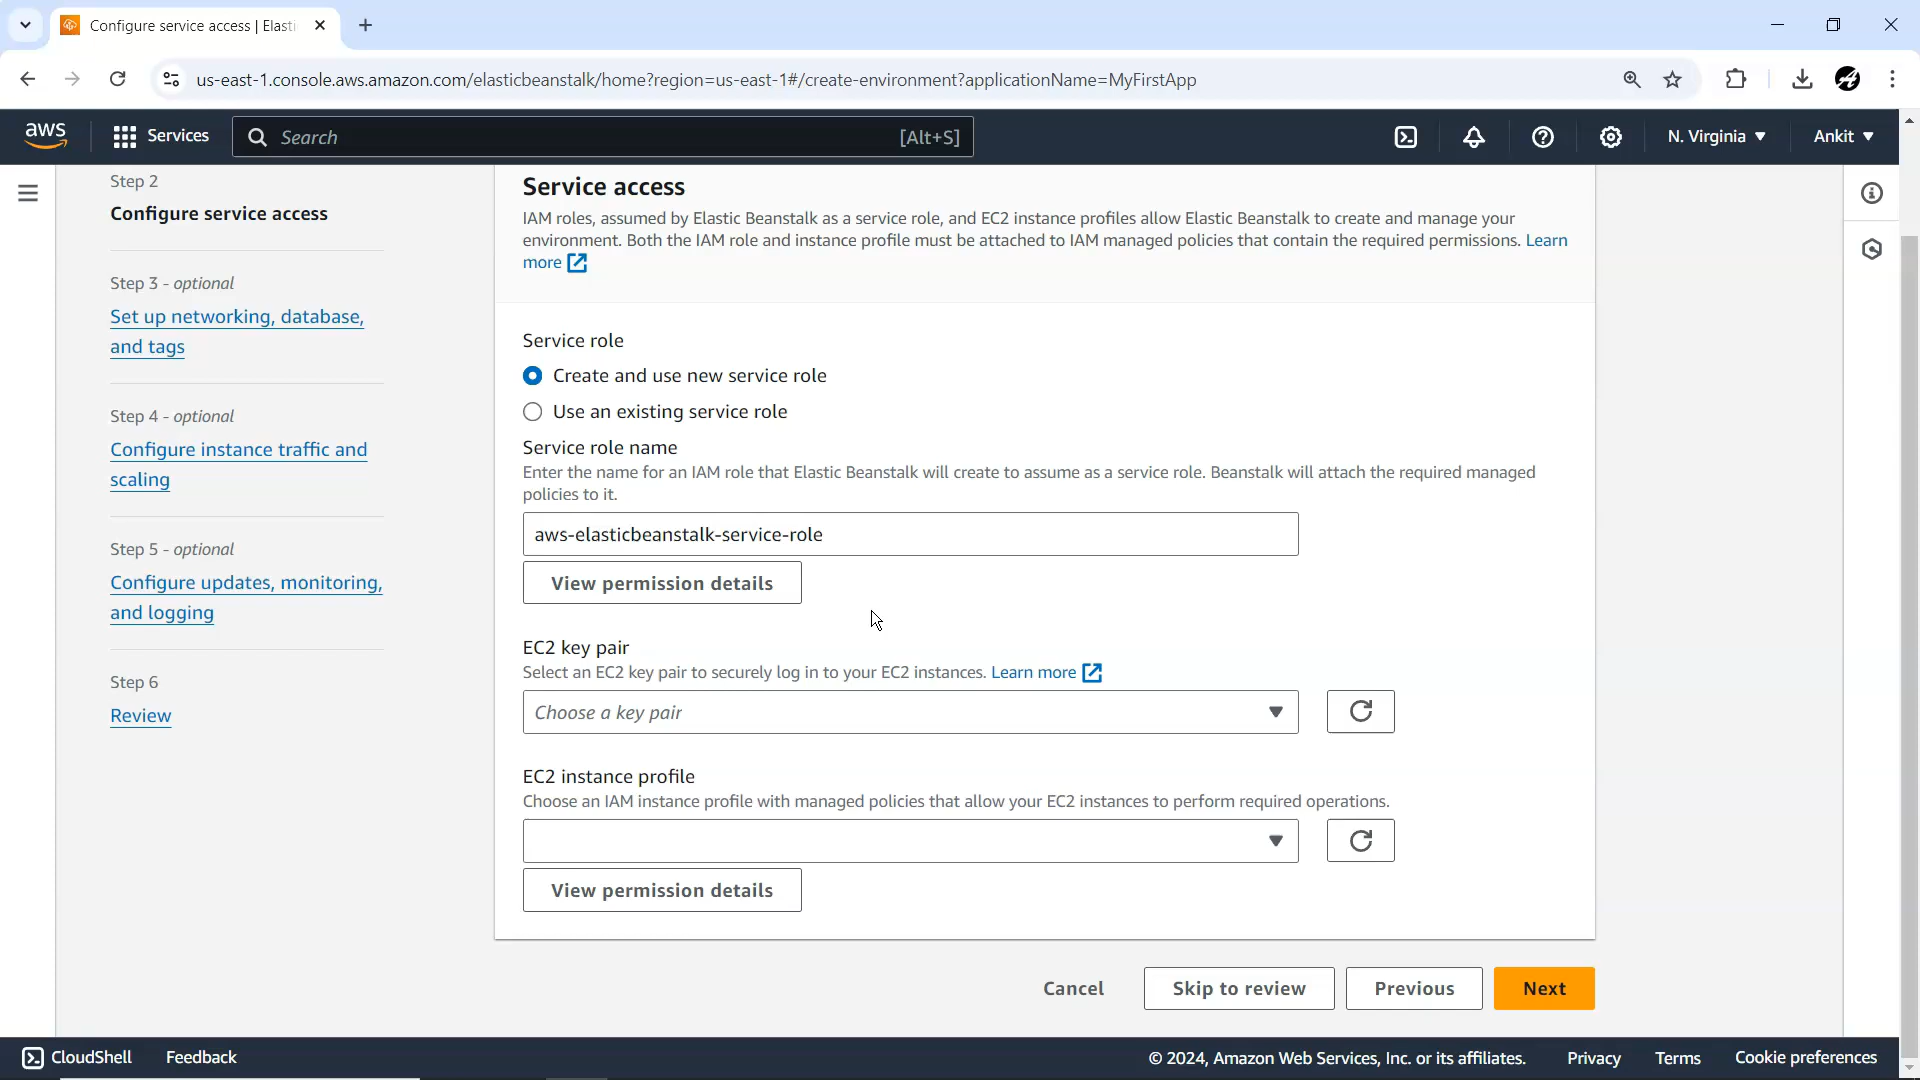 Configure service access | Elasti
us-east-1.console.aws.amazon.com/elasticbeanstalk/home?region=us-east-1#/create-environment?applicationName=MyFirstApp
aws
Services
Search
[Alt+S]
N. Virginia
Ankit
Step 2
Configure service access
Step 3 - optional
Set up networking, database,
and tags
Step 4 - optional
Configure instance traffic and
scaling
Step 5 - optional
Configure updates, monitoring,
and logging
Step 6
Review
Service access
IAM roles, assumed by Elastic Beanstalk as a service role, and EC2 instance profiles allow Elastic Beanstalk to create and manage your
environment. Both the IAM role and instance profile must be attached to IAM managed policies that contain the required permissions. Learn
more
Service role
Create and use new service role
Use an existing service role
Service role name
Enter the name for an IAM role that Elastic Beanstalk will create to assume as a service role. Beanstalk will attach the required managed
policies to it.
aws-elasticbeanstalk-service-role
View permission details
EC2 key pair
Select an EC2 key pair to securely log in to your EC2 instances. Learn more
Choose a key pair
EC2 instance profile
Choose an IAM instance profile with managed policies that allow your EC2 instances to perform required operations.
View permission details
Cancel
Skip to review
Previous
Next
CloudShell
Feedback
© 2024, Amazon Web Services, Inc. or its affiliates.
Privacy
Terms
Cookie preferences